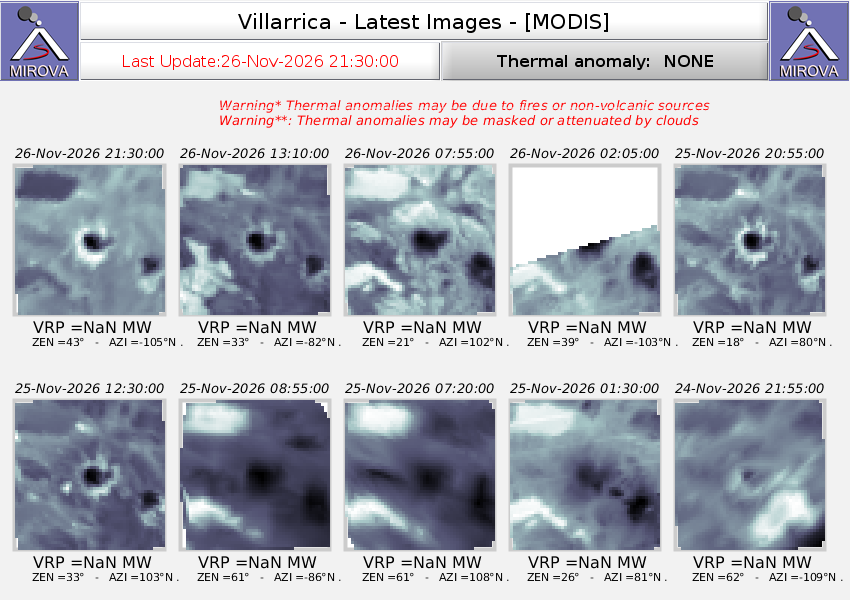 Villarrica - Latest Images - [MODIS]
MIROVA
Last Update:26-Nov-2026 21:30:00
Thermal anomaly: NONE
MIROVA
Warning* Thermal anomalies may be due to fires or non-volcanic sources
Warning**: Thermal anomalies may be masked or attenuated by clouds
26-Nov-2026 21:30:00 26-Nov-2026 13:10:00 26-Nov-2026 07:55:00 26-Nov-2026 02:05:00 25-Nov-2026 20:55:00
VRP =NaN MW VRP =NaN MW VRP =NaN MW VRP =NaN MW VRP =NaN MW
ZEN =43° - AZI =-105°N . ZEN =33° - AZI =-82°N . ZEN =21° - AZI =102°N . ZEN =39° - AZI =-103°N . ZEN =18° - AZI =80°N .
25-Nov-2026 12:30:00 25-Nov-2026 08:55:00 25-Nov-2026 07:20:00 25-Nov-2026 01:30:00 24-Nov-2026 21:55:00
VRP =NaN MW VRP =NaN MW VRP =NaN MW VRP =NaN MW VRP =NaN MW
ZEN =33° - AZI =103°N . ZEN =61° - AZI =-86°N . ZEN =61° - AZI =108°N . ZEN =26° - AZI =81°N . ZEN =62° - AZI =-109°N .